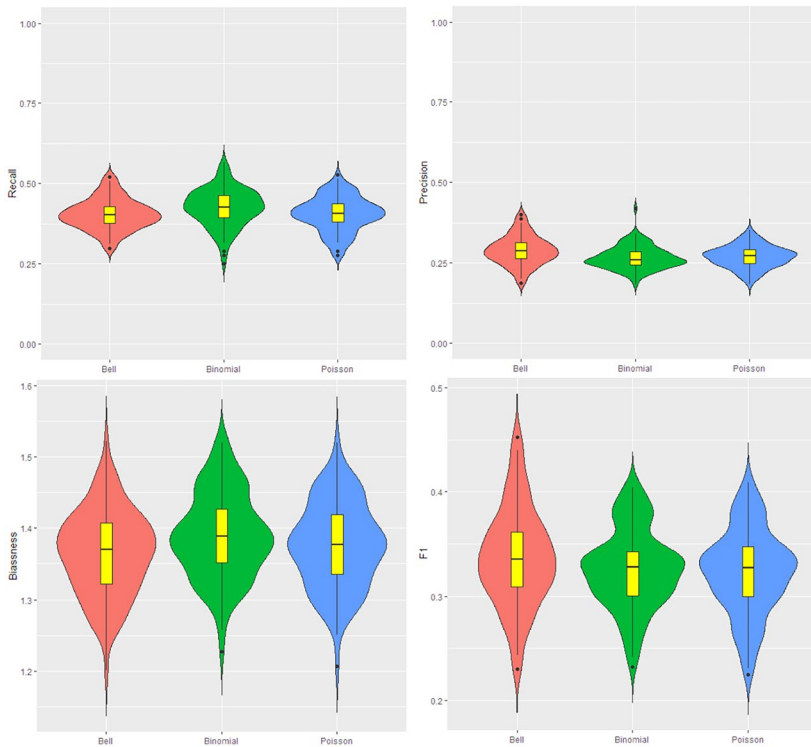 Recall
1.00
0.75
0.50
0.25
0.00
Bell Binomial Poisson
Precision
1.00
0.75
0.50
0.25
0.00
Bell Binomial Poisson
Biassness
1.6
1.5
1.4
1.3
1.2
Bell Binomial Poisson
F1
0.5
0.4
0.3
0.2
Bell Binomial Poisson